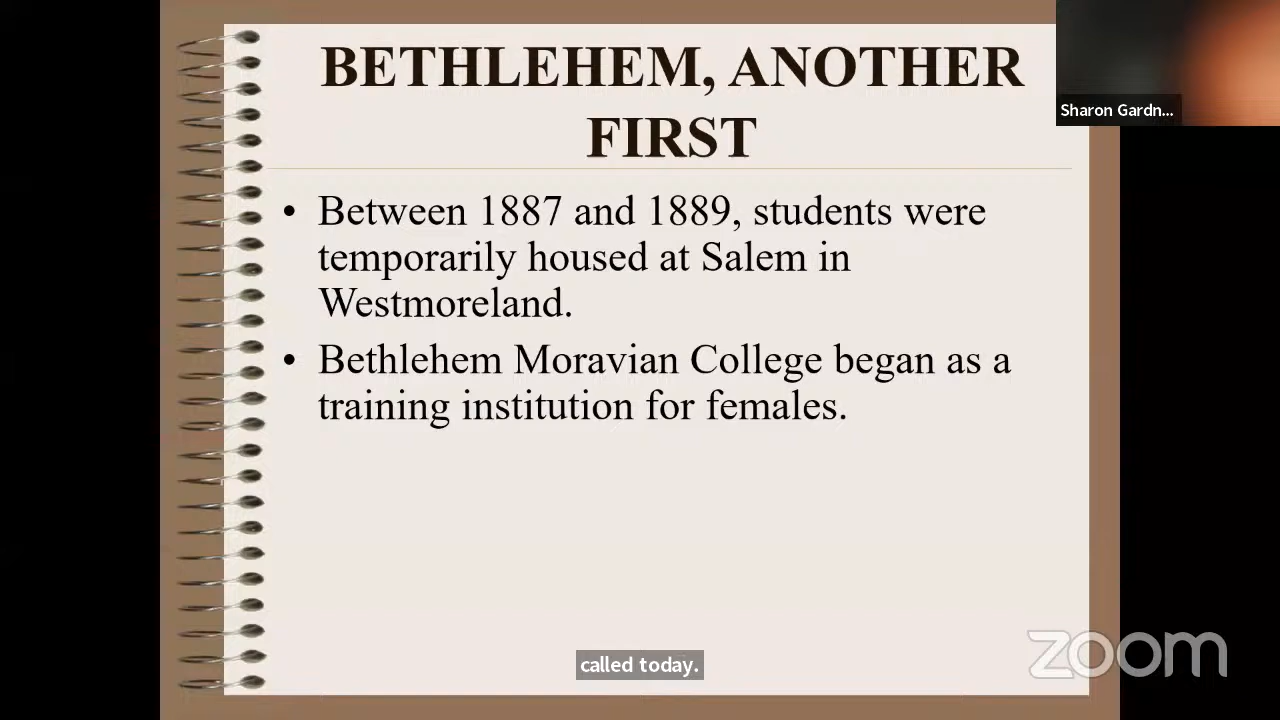 BETHLEHEM, ANOTHER
FIRST
Sharon Gardn...
• Between 1887 and 1889, students were
temporarily housed at Salem in
Westmoreland.
• Bethlehem Moravian College began as a
training institution for females.
called today.
zoom